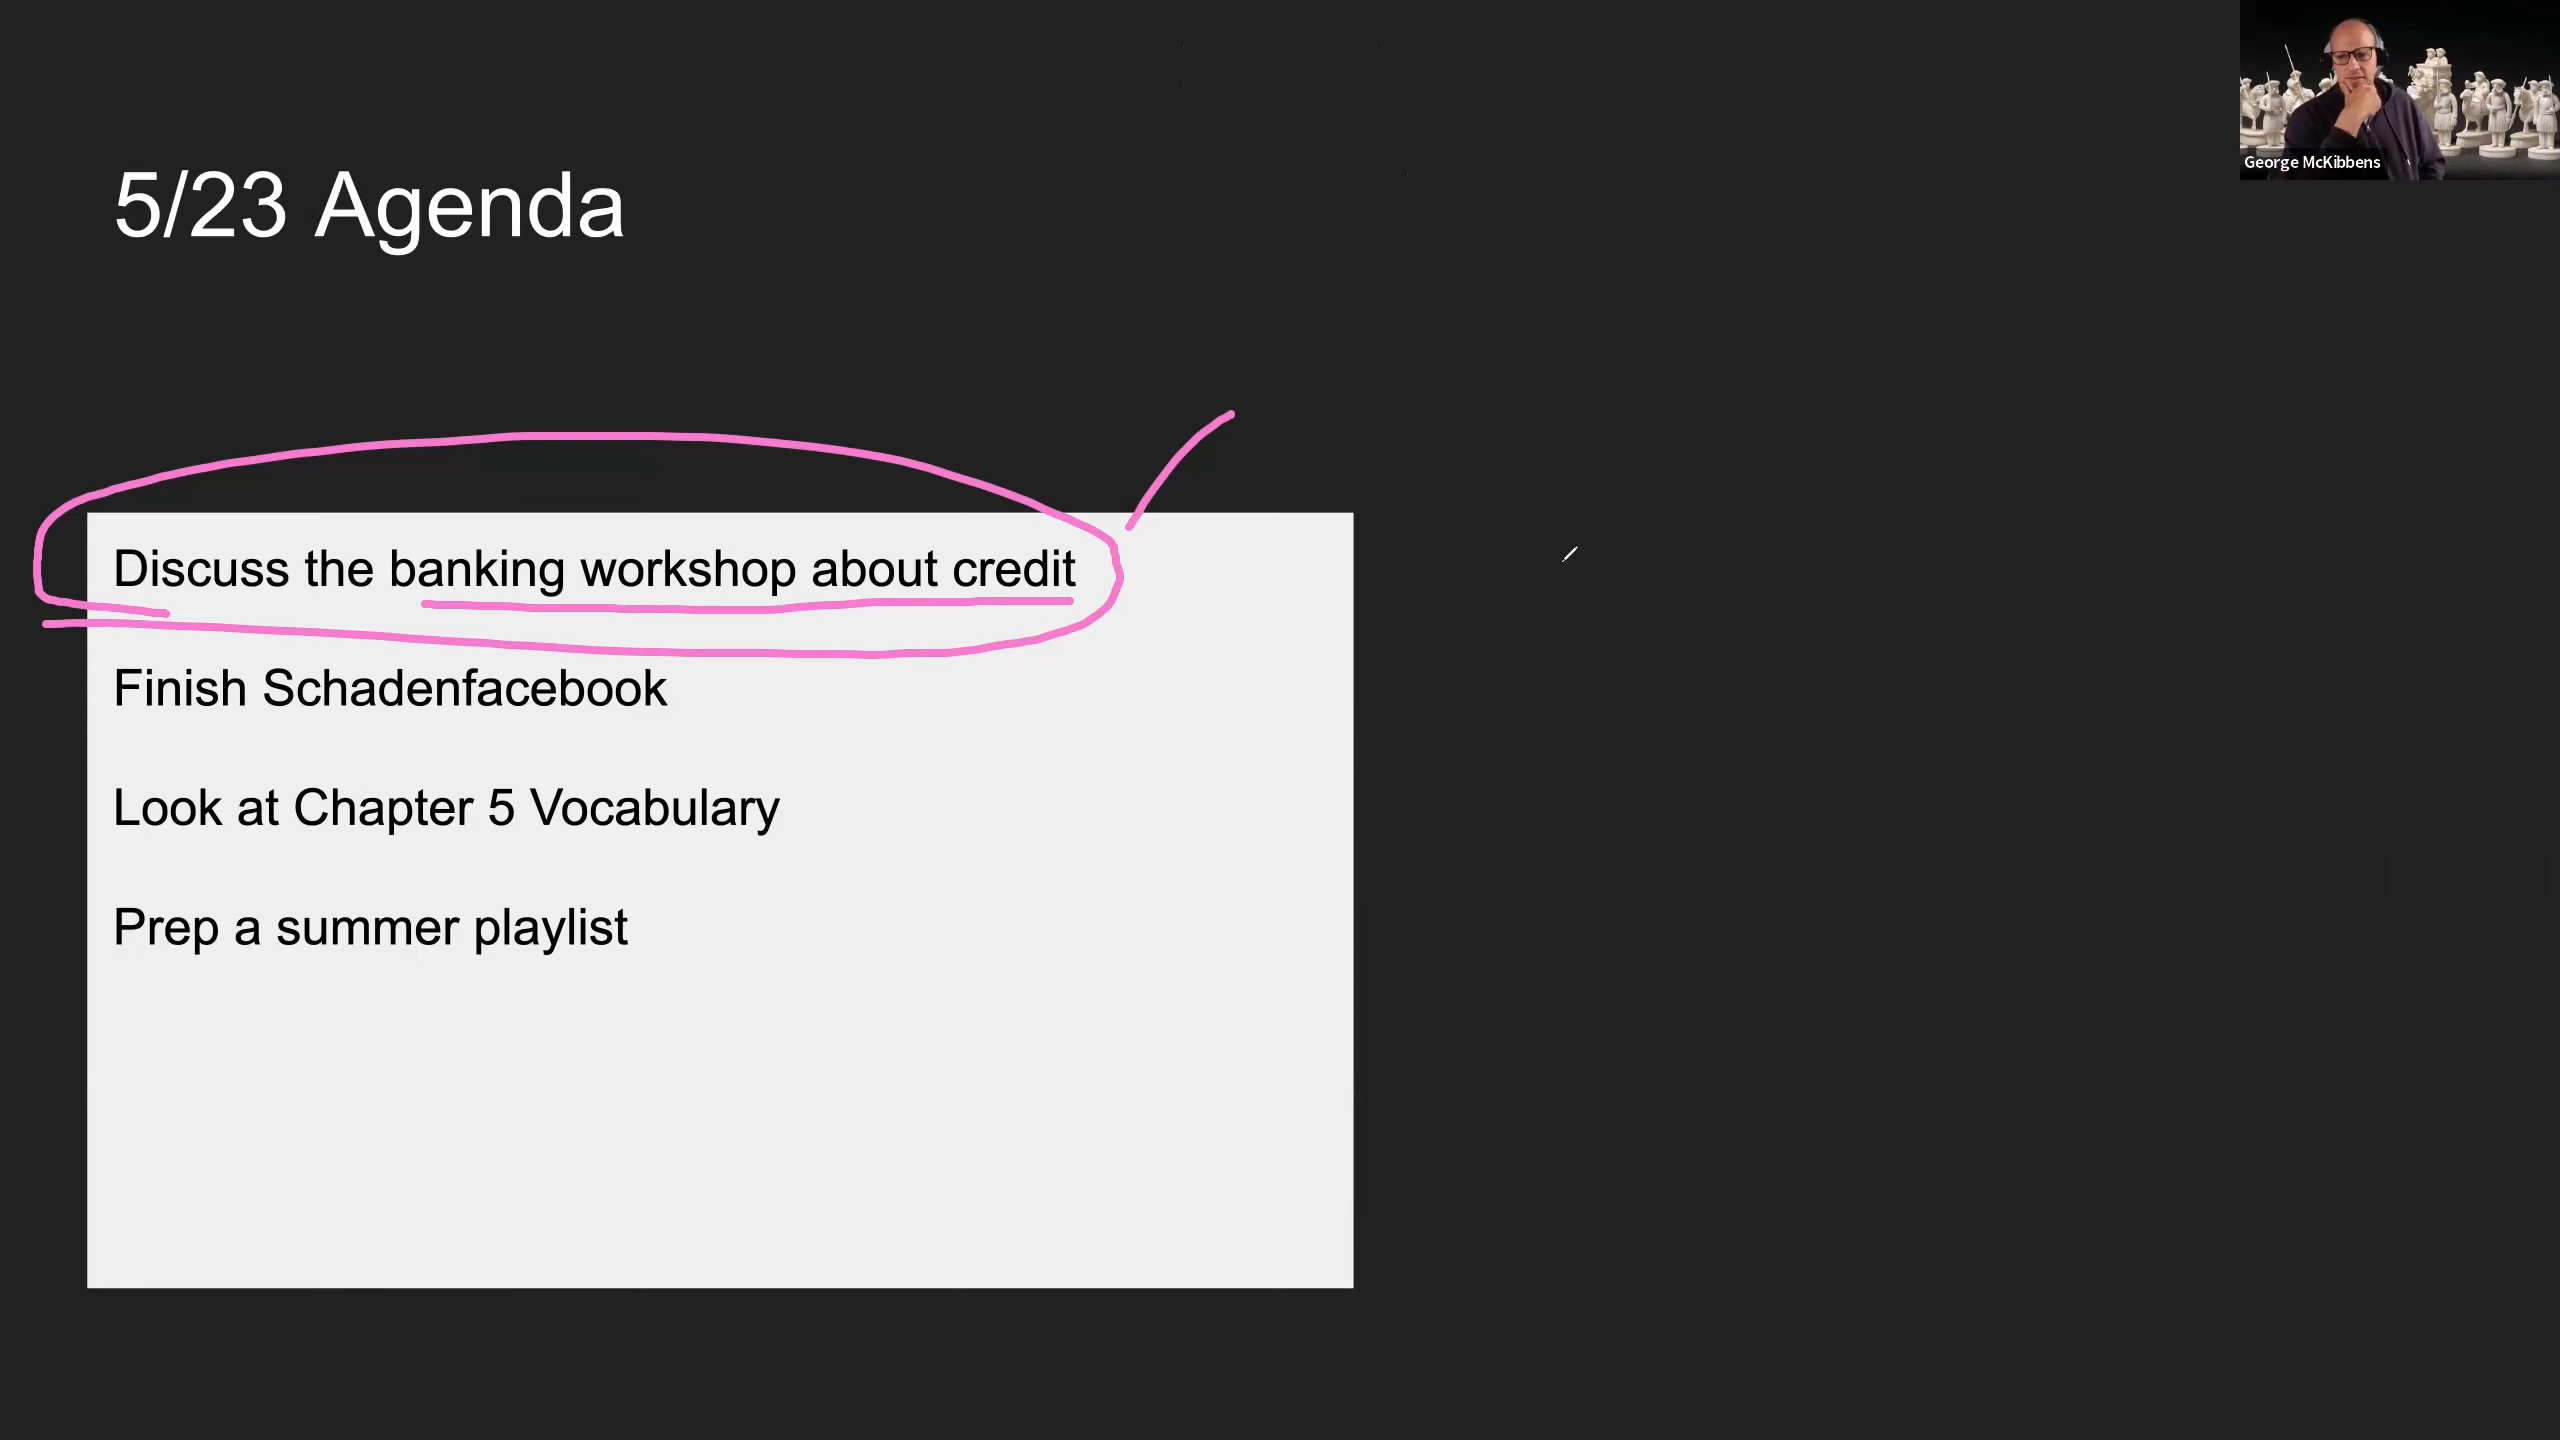 5/23 Agenda
George McKibbens
Discuss the banking workshop about credit
Finish Schadenfacebook
Look at Chapter 5 Vocabulary
Prep a summer playlist